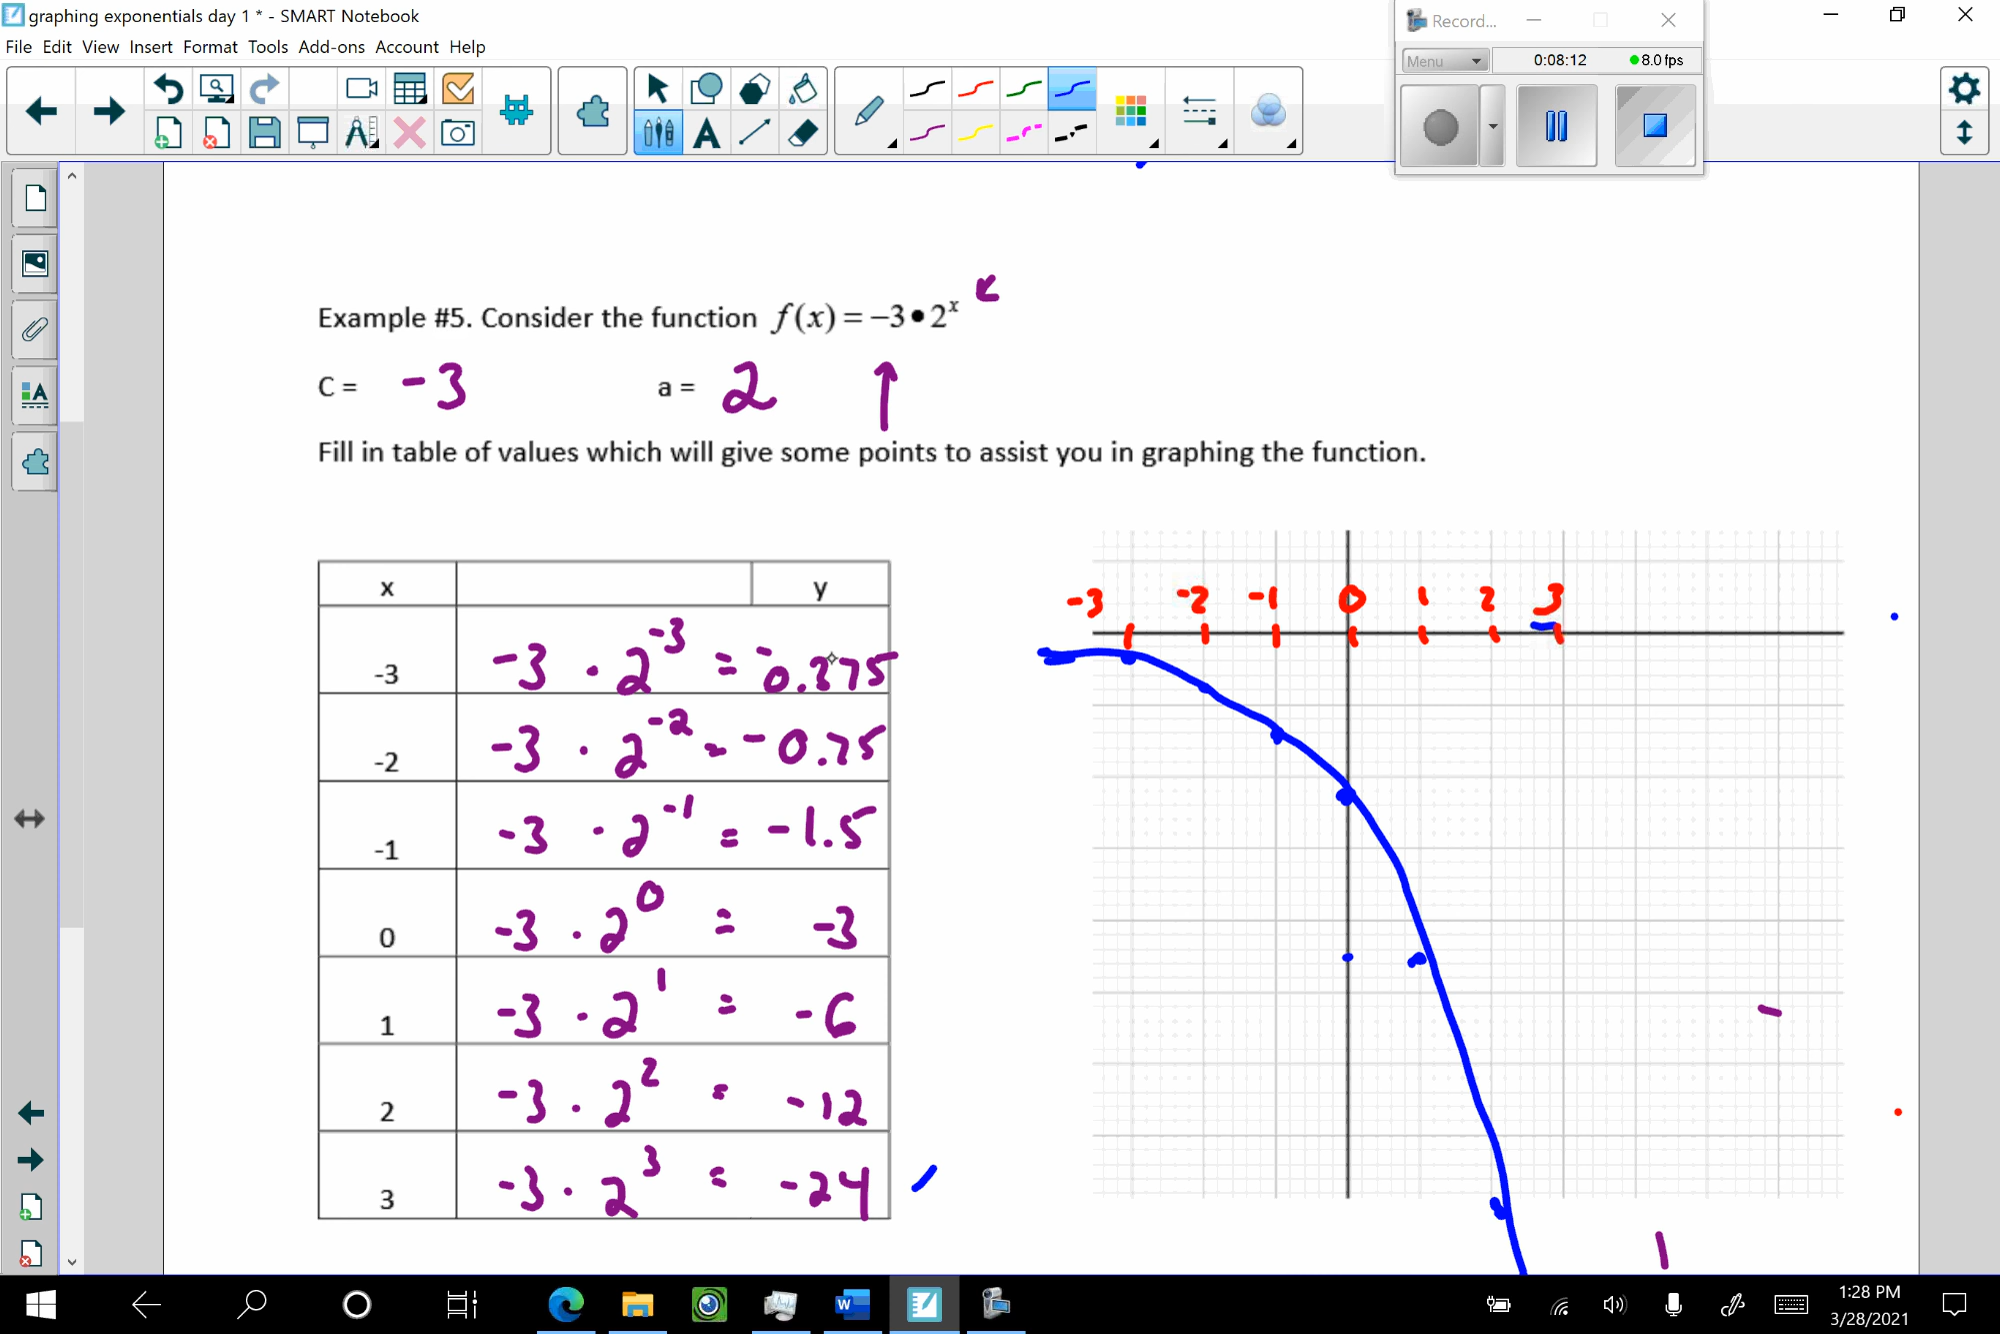 graphing exponentials day 1 * - SMART Notebook
Record...
File Edit View Insert Format Tools Add-ons Account Help
Menu
0:08:12
8.0 fps
Example #5. Consider the function f(x) = −3 • 2^x
C = -3 a = 2 ↑
Fill in table of values which will give some points to assist you in graphing the function.
x y
-3 -3 · 2^-3 = -0.375
-2 -3 · 2^-2 = -0.75
-1 -3 · 2^-1 = -1.5
0 -3 · 2^0 = -3
1 -3 · 2^1 = -6
2 -3 · 2^2 = -12
3 -3 · 2^3 = -24
-3 -2 -1 0 1 2 3
1:28 PM
3/28/2021